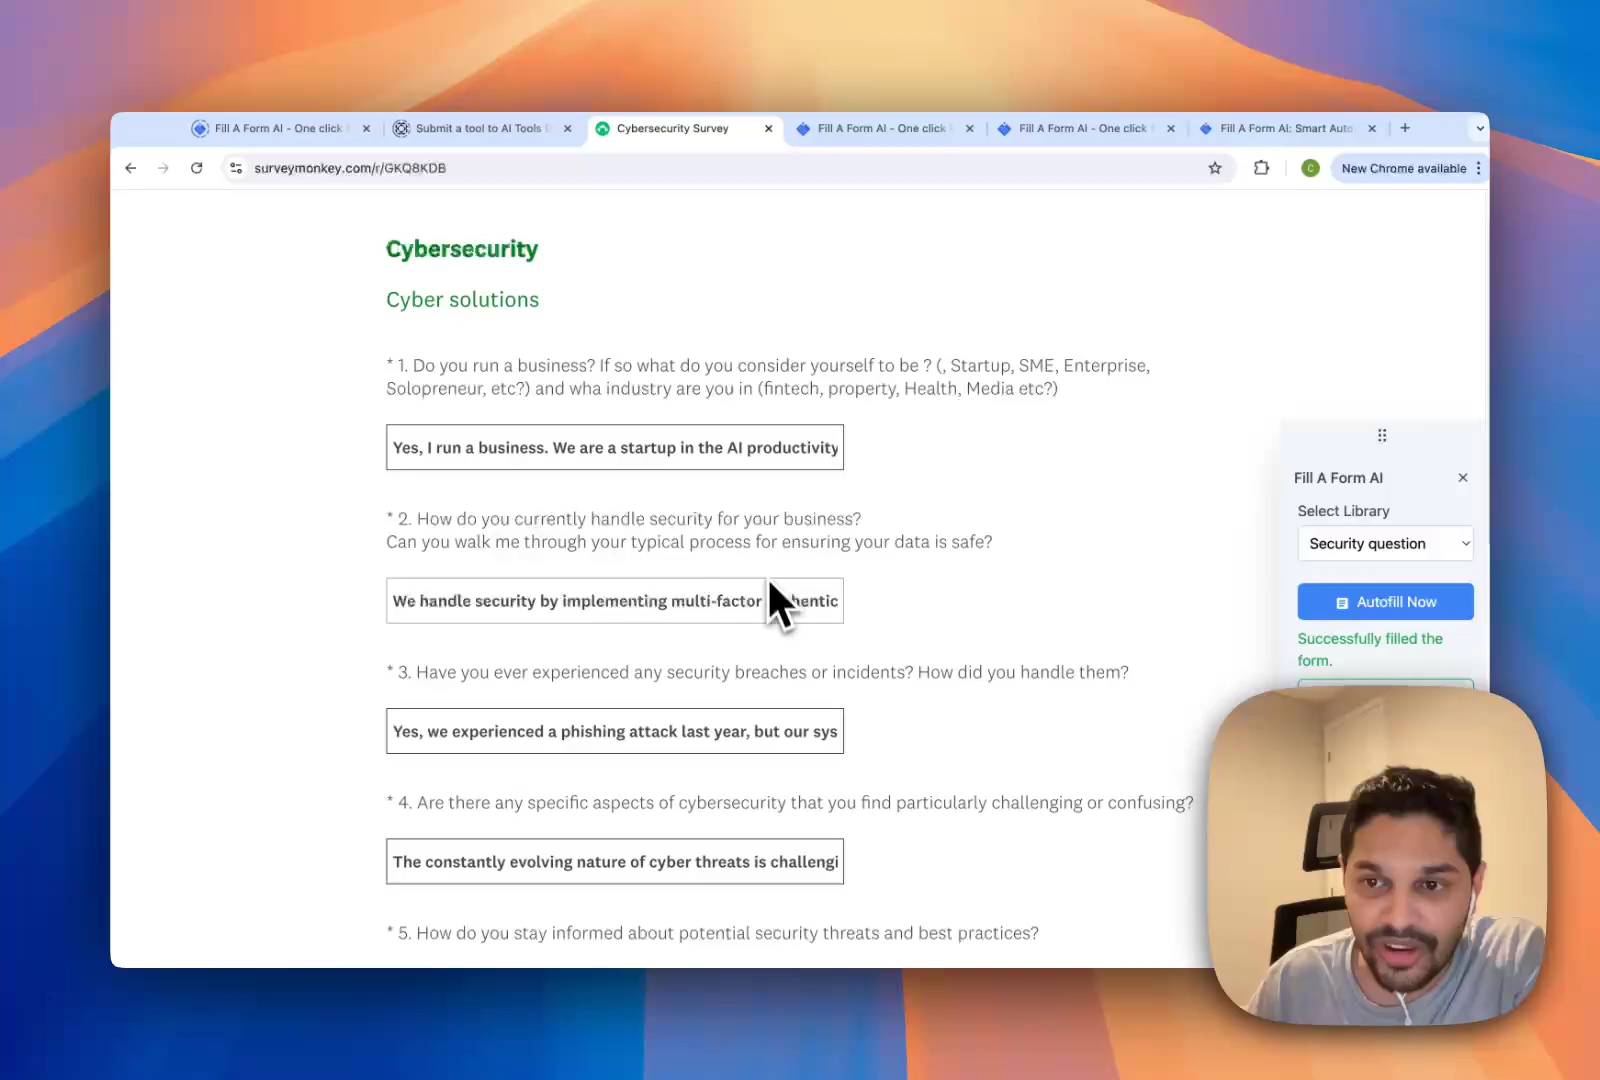 Fill A Form AI - One click
Submit a tool to AI Tools D
Cybersecurity Survey
Fill A Form AI - One click
Fill A Form AI - One click
Fill A Form AI: Smart Auto
surveymonkey.com/r/GKQ8KDB
C
New Chrome available
Cybersecurity
Cyber solutions
* 1. Do you run a business? If so what do you consider yourself to be ? (, Startup, SME, Enterprise,
Solopreneur, etc?) and wha industry are you in (fintech, property, Health, Media etc?)
Yes, I run a business. We are a startup in the AI productivity
* 2. How do you currently handle security for your business?
Can you walk me through your typical process for ensuring your data is safe?
We handle security by implementing multi-factor hentic
* 3. Have you ever experienced any security breaches or incidents? How did you handle them?
Yes, we experienced a phishing attack last year, but our sys
* 4. Are there any specific aspects of cybersecurity that you find particularly challenging or confusing?
The constantly evolving nature of cyber threats is challengi
* 5. How do you stay informed about potential security threats and best practices?
Fill A Form AI
Select Library
Security question
Autofill Now
Successfully filled the
form.